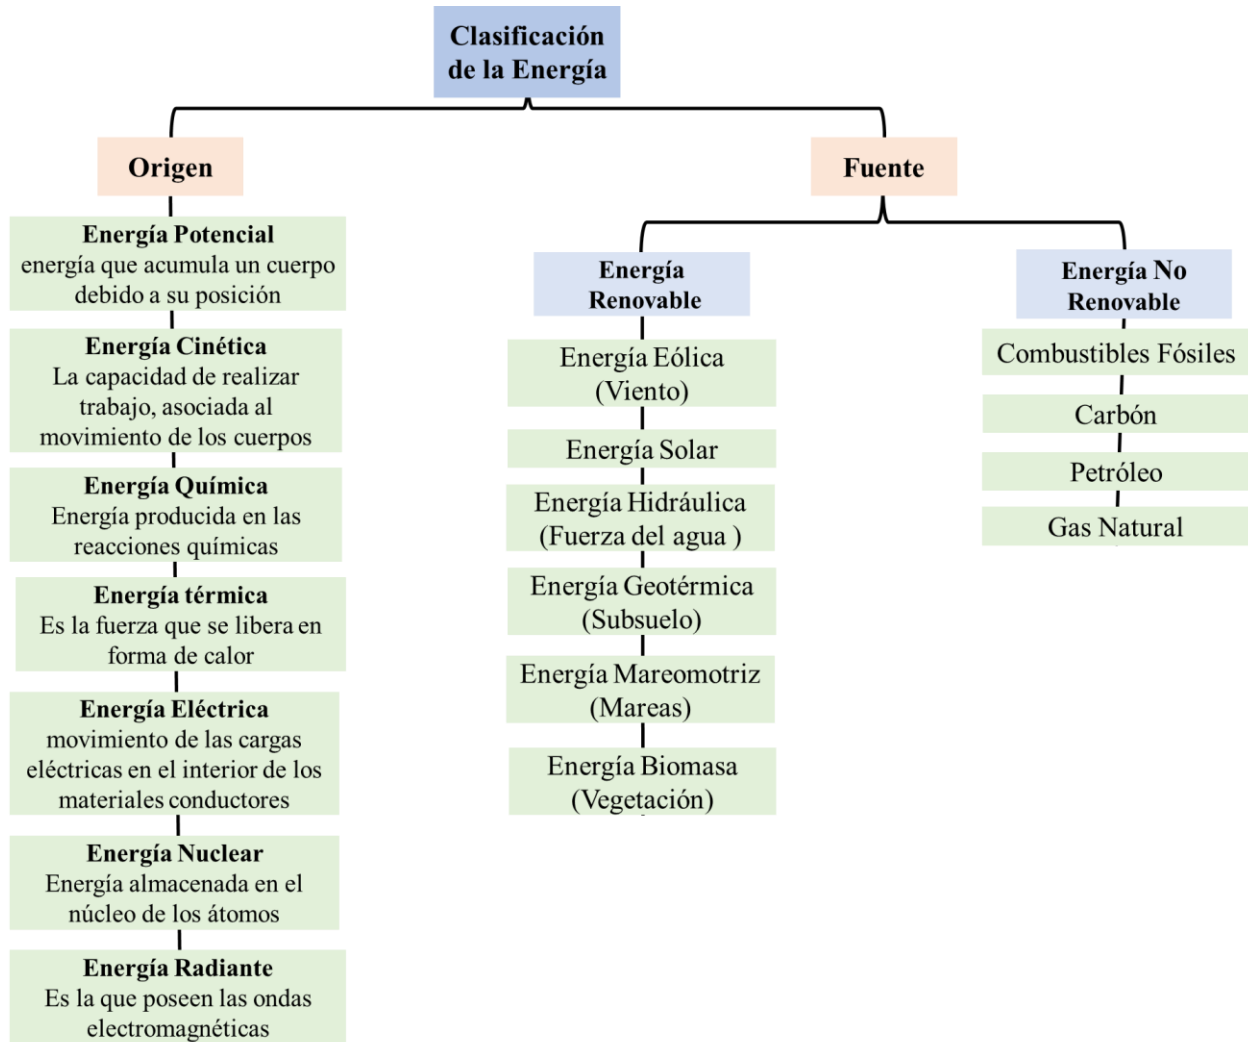 Clasificación
de la Energía
Origen
Energía Potencial
energía que acumula un cuerpo
debido a su posición
Energía Cinética
La capacidad de realizar
trabajo, asociada al
movimiento de los cuerpos
Energía Química
Energía producida en las
reacciones químicas
Energía térmica
Es la fuerza que se libera en
forma de calor
Energía Eléctrica
movimiento de las cargas
eléctricas en el interior de los
materiales conductores
Energía Nuclear
Energía almacenada en el
núcleo de los átomos
Energía Radiante
Es la que poseen las ondas
electromagnéticas
Fuente
Energía
Renovable
Energía Eólica
(Viento)
Energía Solar
Energía Hidráulica
(Fuerza del agua )
Energía Geotérmica
(Subsuelo)
Energía Mareomotriz
(Mareas)
Energía Biomasa
(Vegetación)
Energía No
Renovable
Combustibles Fósiles
Carbón
Petróleo
Gas Natural